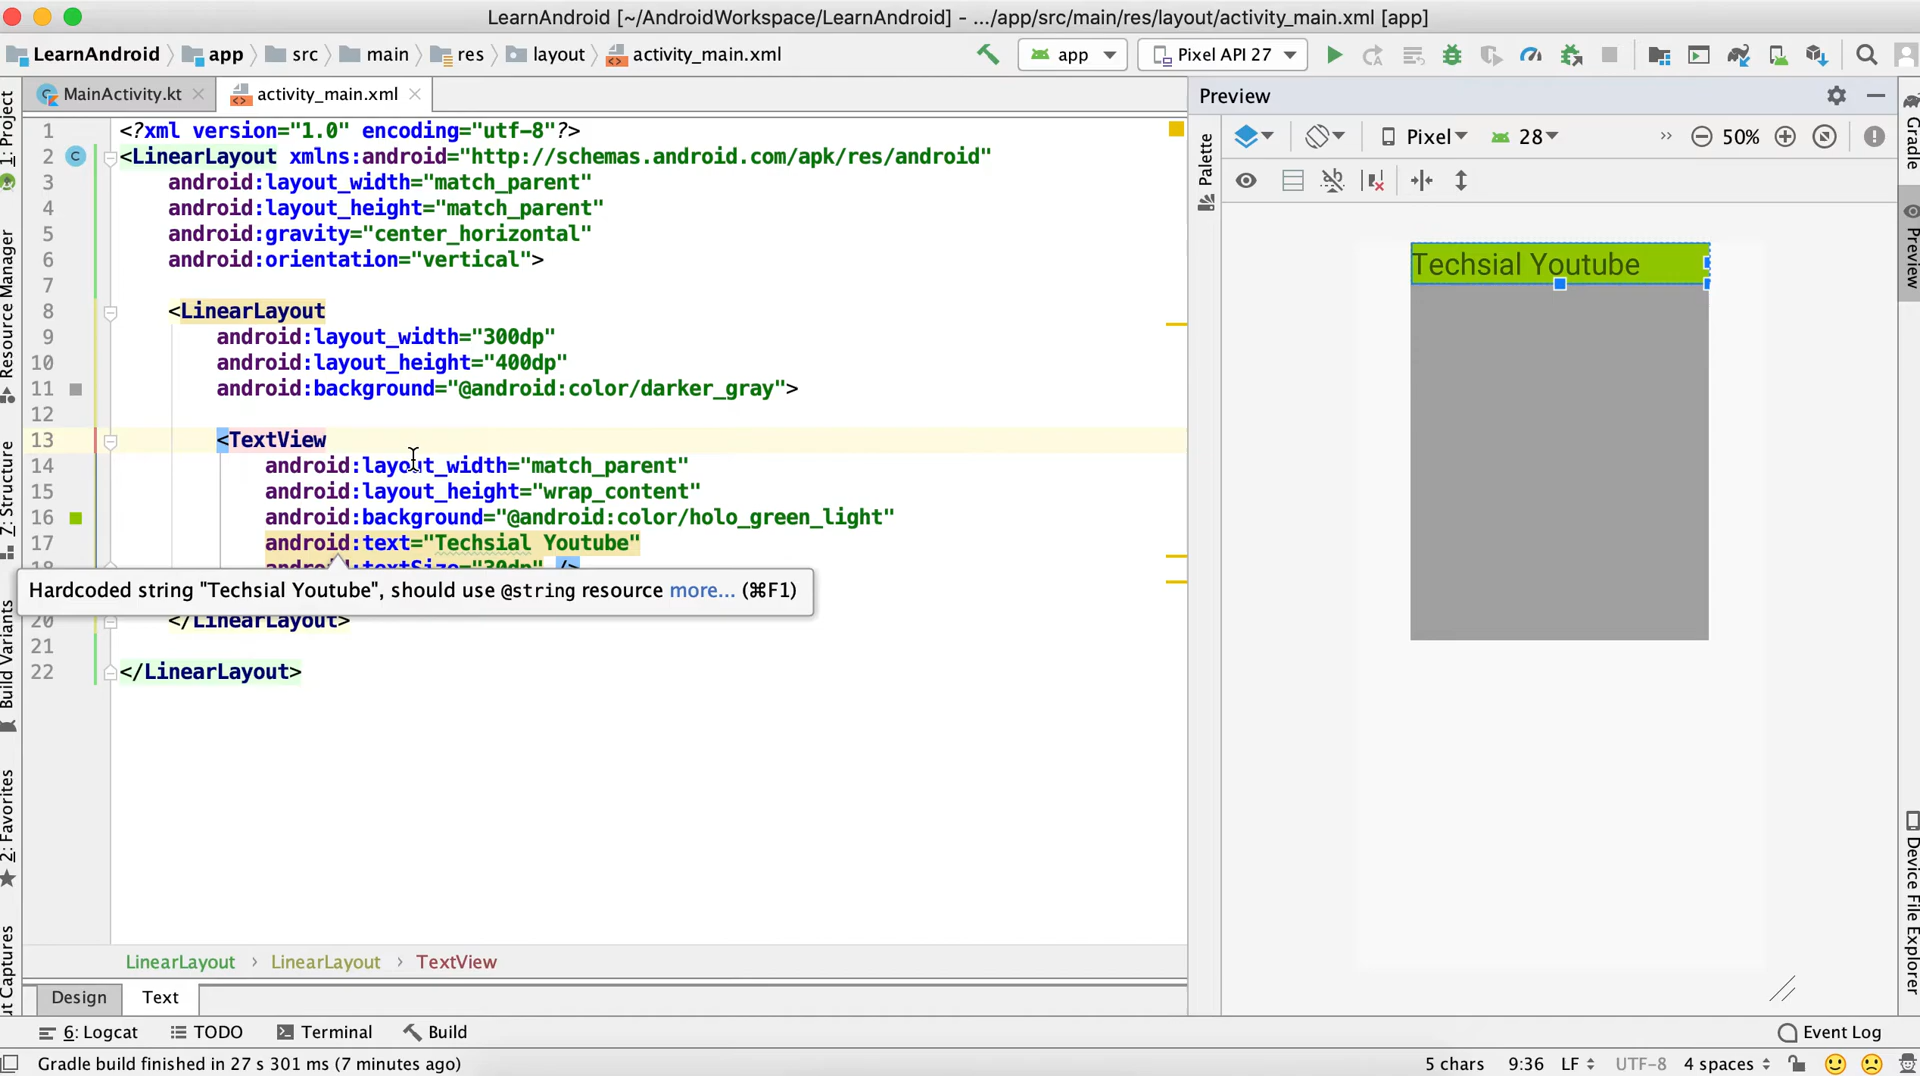 LearnAndroid [~/AndroidWorkspace/LearnAndroid] - .../app/src/main/res/layout/activity_main.xml [app]
LearnAndroid app src main res layout activity_main.xml app Pixel API 27
MainActivity.kt activity_main.xml
Preview
Pixel 28 50%
1 <?xml version="1.0" encoding="utf-8"?>
2 <LinearLayout xmlns:android="http://schemas.android.com/apk/res/android"
3 android:layout_width="match_parent"
4 android:layout_height="match_parent"
5 android:gravity="center_horizontal"
6 android:orientation="vertical">
7
8 <LinearLayout
9 android:layout_width="300dp"
10 android:layout_height="400dp"
11 android:background="@android:color/darker_gray">
12
13 <TextView
14 android:layout_width="match_parent"
15 android:layout_height="wrap_content"
16 android:background="@android:color/holo_green_light"
17 android:text="Techsial Youtube"
18 android:textSize="30dp" />
Hardcoded string "Techsial Youtube", should use @string resource more... (⌘F1)
20 </LinearLayout>
21
22 </LinearLayout>
LinearLayout > LinearLayout > TextView
Design Text
Techsial Youtube
1: Project
Resource Manager
7: Structure
Build Variants
2: Favorites
Captures
Palette
Gradle
Preview
Device File Explorer
6: Logcat TODO Terminal Build Event Log
Gradle build finished in 27 s 301 ms (7 minutes ago) 5 chars 9:36 LF UTF-8 4 spaces